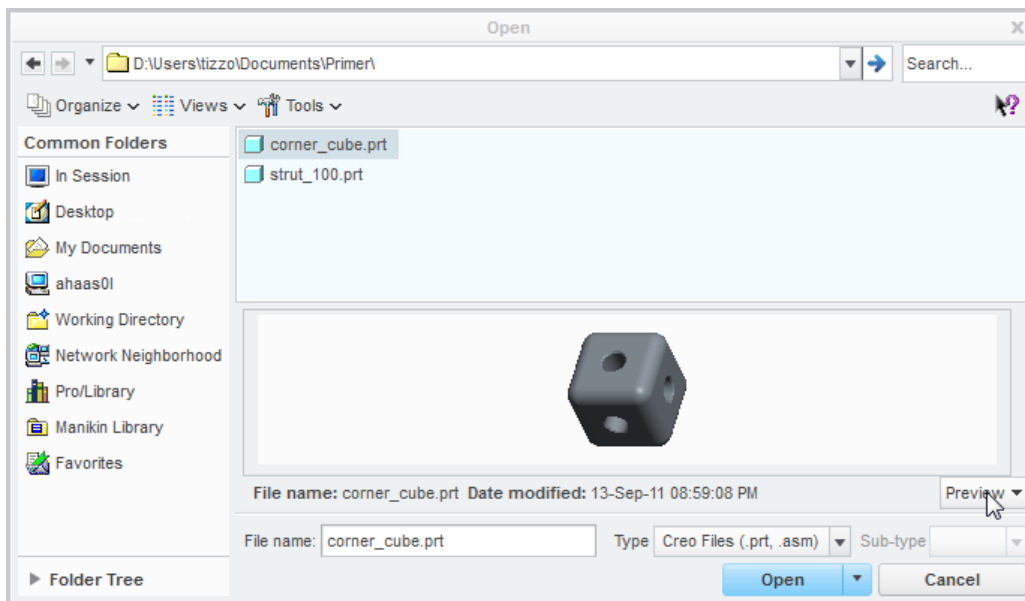 Open
D:\Users\tizzo\Documents\Primer\
Search...
Organize Views Tools
Common Folders
In Session
Desktop
My Documents
ahaas0l
Working Directory
Network Neighborhood
Pro/Library
Manikin Library
Favorites
Folder Tree
corner_cube.prt
strut_100.prt
File name: corner_cube.prt Date modified: 13-Sep-11 08:59:08 PM
Preview
File name: corner_cube.prt Type Creo Files (.prt, .asm) Sub-type
Open Cancel